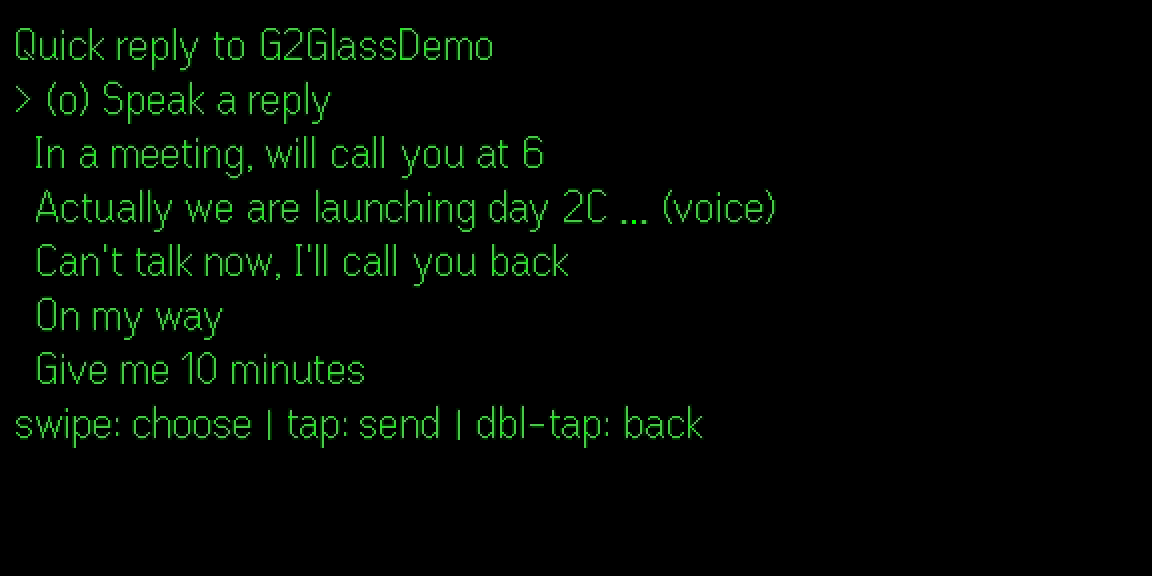 Quick reply to G2GlassDemo
> (o) Speak a reply
In a meeting, will call you at 6
Actually we are launching day 2C ... (voice)
Can't talk now, I'll call you back
On my way
Give me 10 minutes
swipe: choose | tap: send | dbl-tap: back